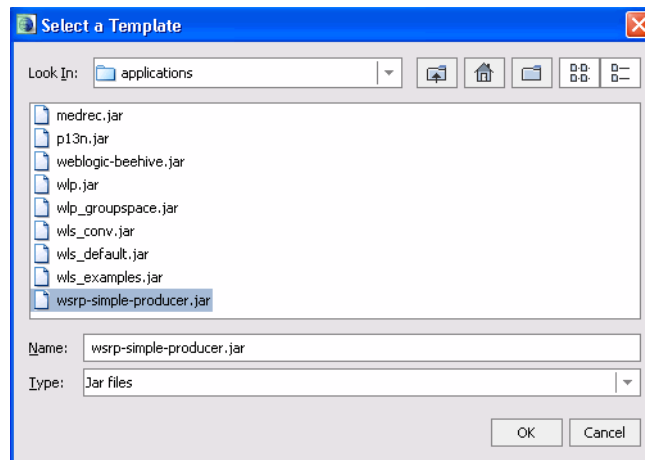 Select a Template
Look In: applications
medrec.jar
p13n.jar
weblogic-beehive.jar
wlp.jar
wlp_groupspace.jar
wls_conv.jar
wls_default.jar
wls_examples.jar
wsrp-simple-producer.jar
Name: wsrp-simple-producer.jar
Type: Jar files
OK Cancel